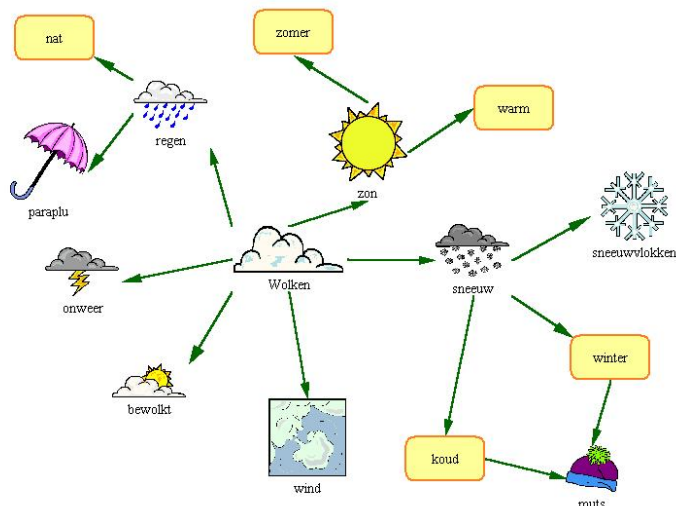 nat
zomer
warm
regen
zon
paraplu
sneeuwvlokken
onweer
Wolken
sneeuw
winter
bewolkt
koud
wind
muts